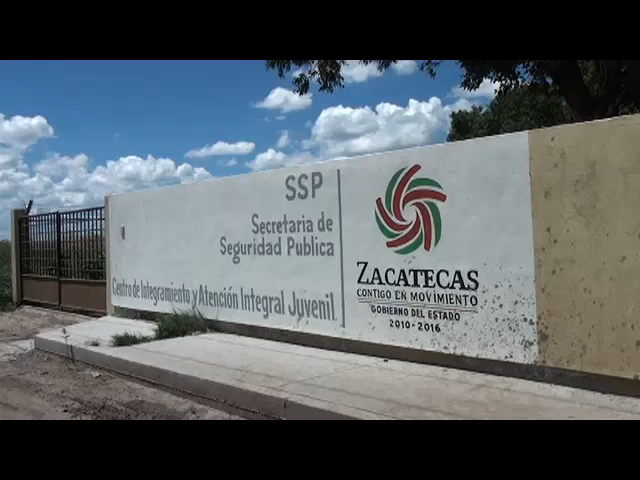 SSP
Secretaria de
Seguridad Publica
Centro de Integramiento y Atención Integral Juvenil
ZACATECAS
CONTIGO EN MOVIMIENTO
GOBIERNO DEL ESTADO
2010 - 2016